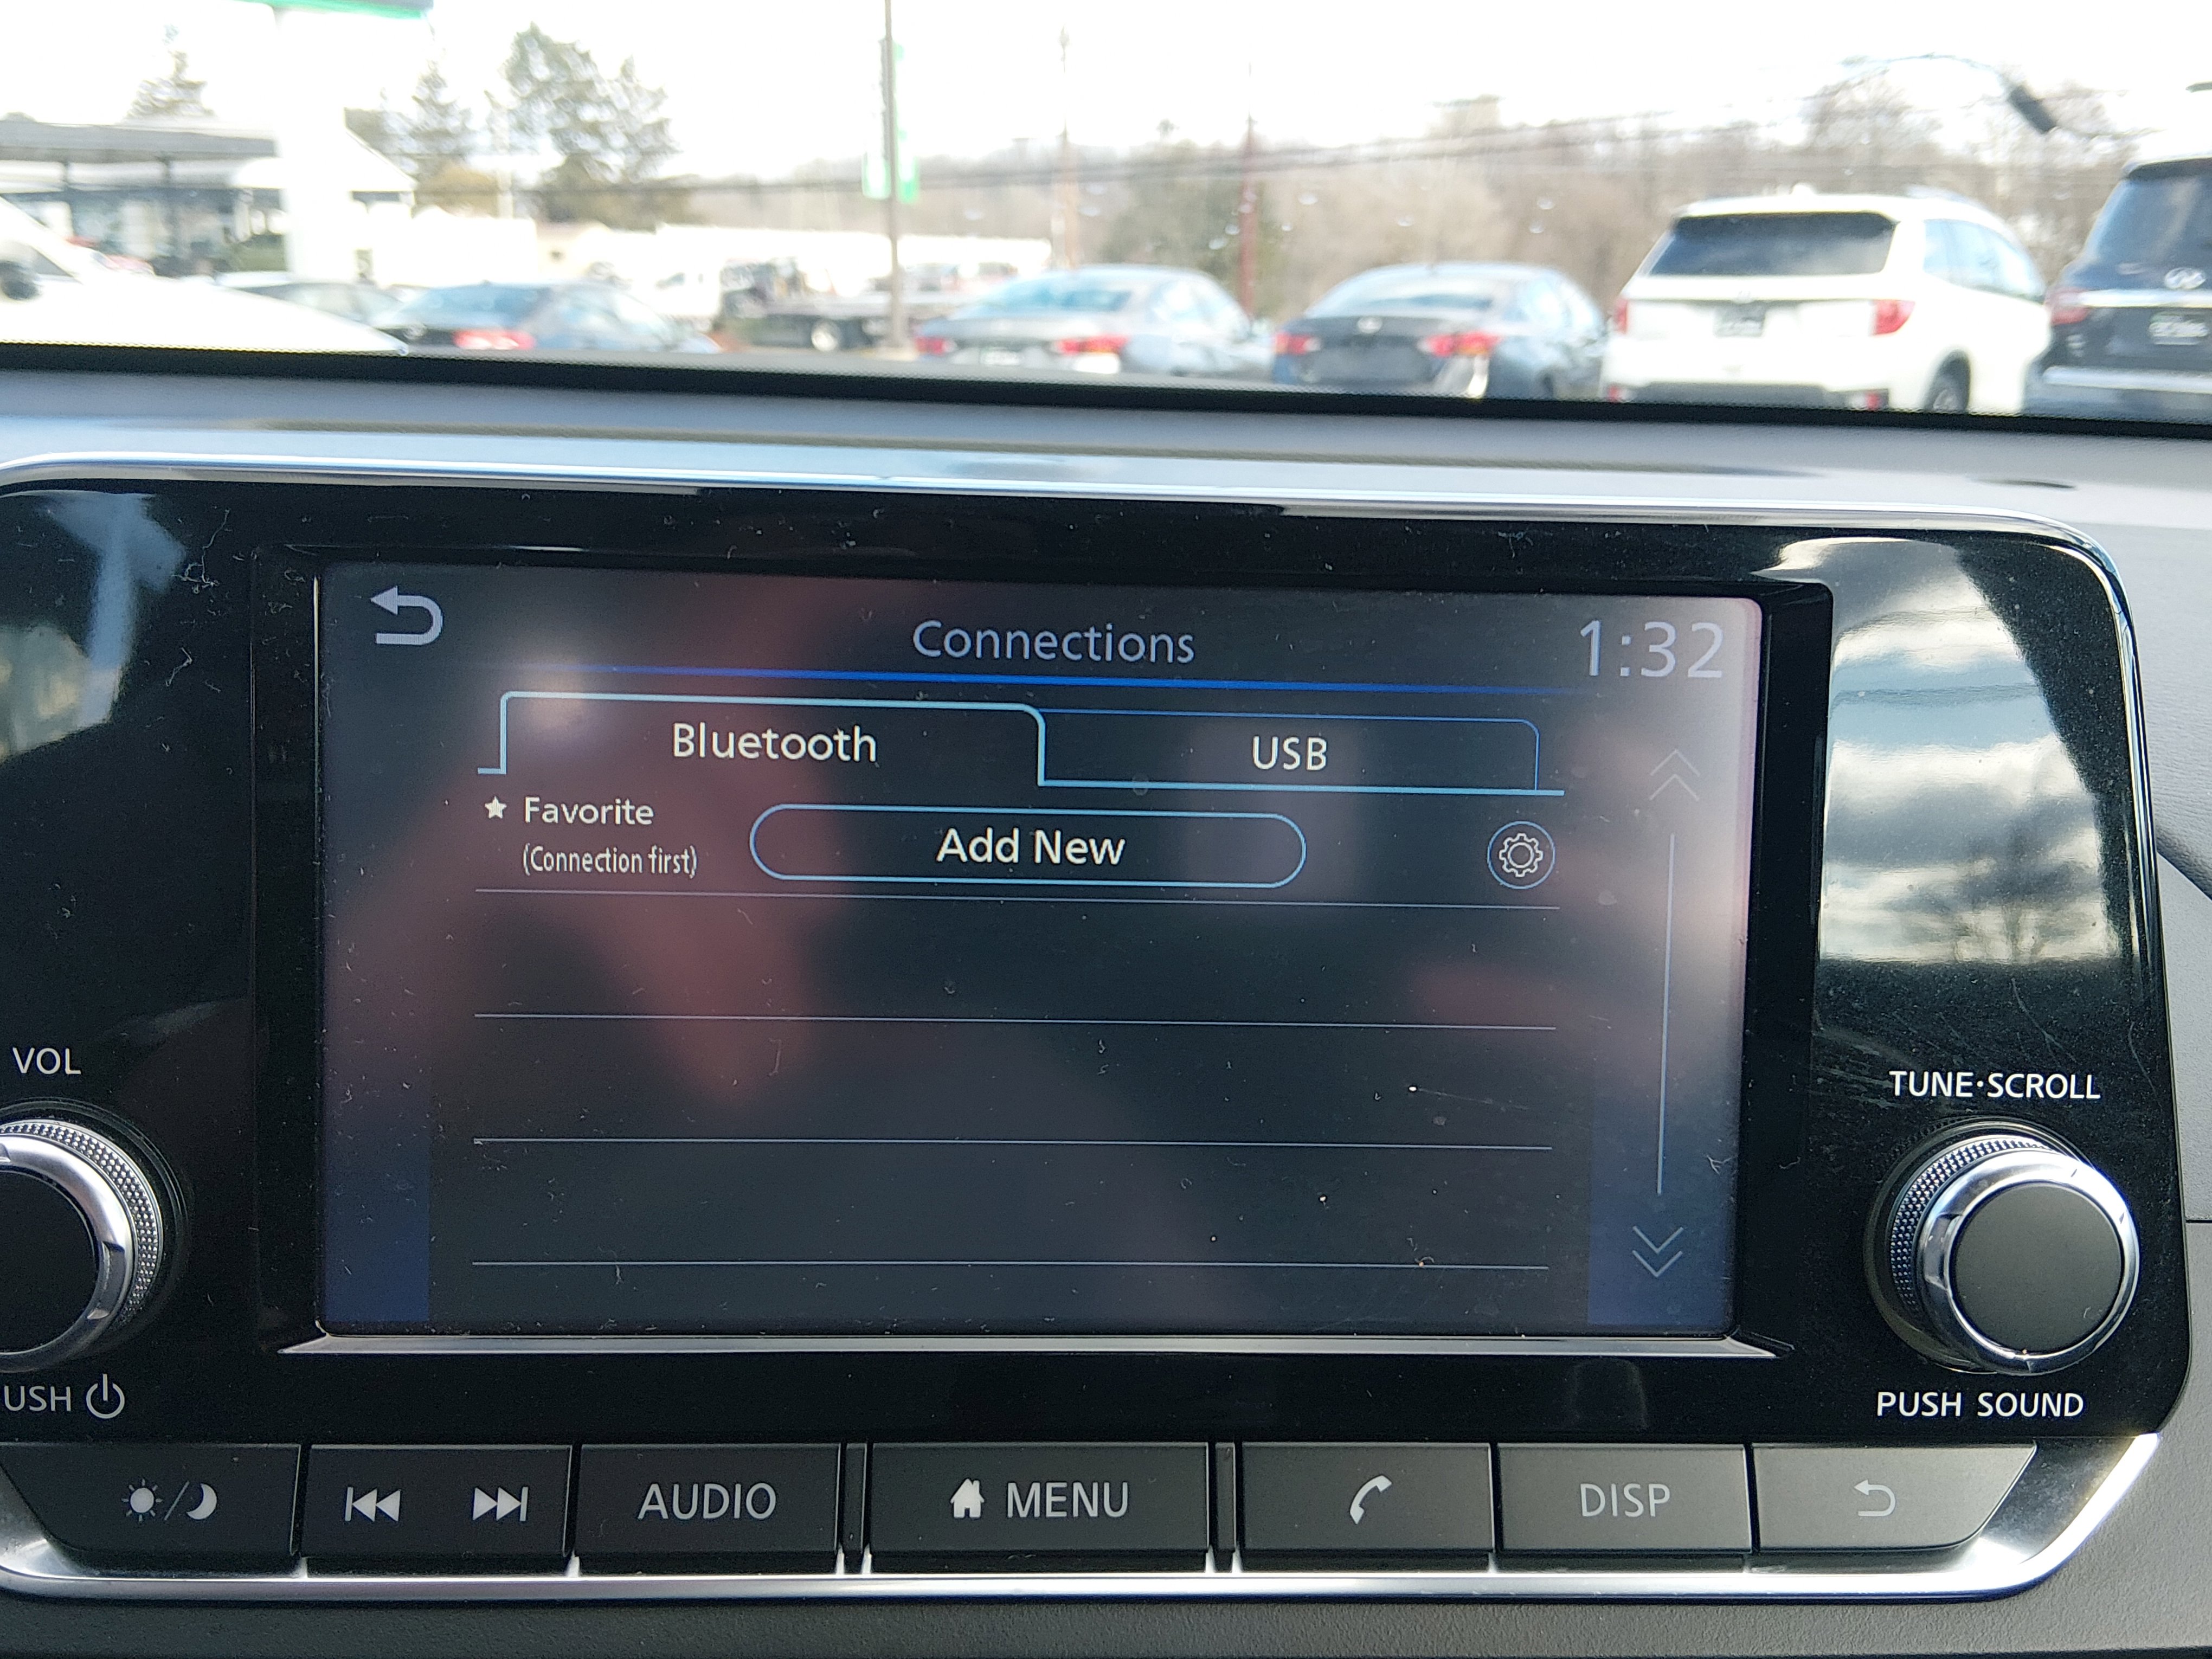 Connections
1:32
Bluetooth
USB
★ Favorite
(Connection first)
Add New
VOL
TUNE·SCROLL
USH
PUSH SOUND
AUDIO
MENU
DISP